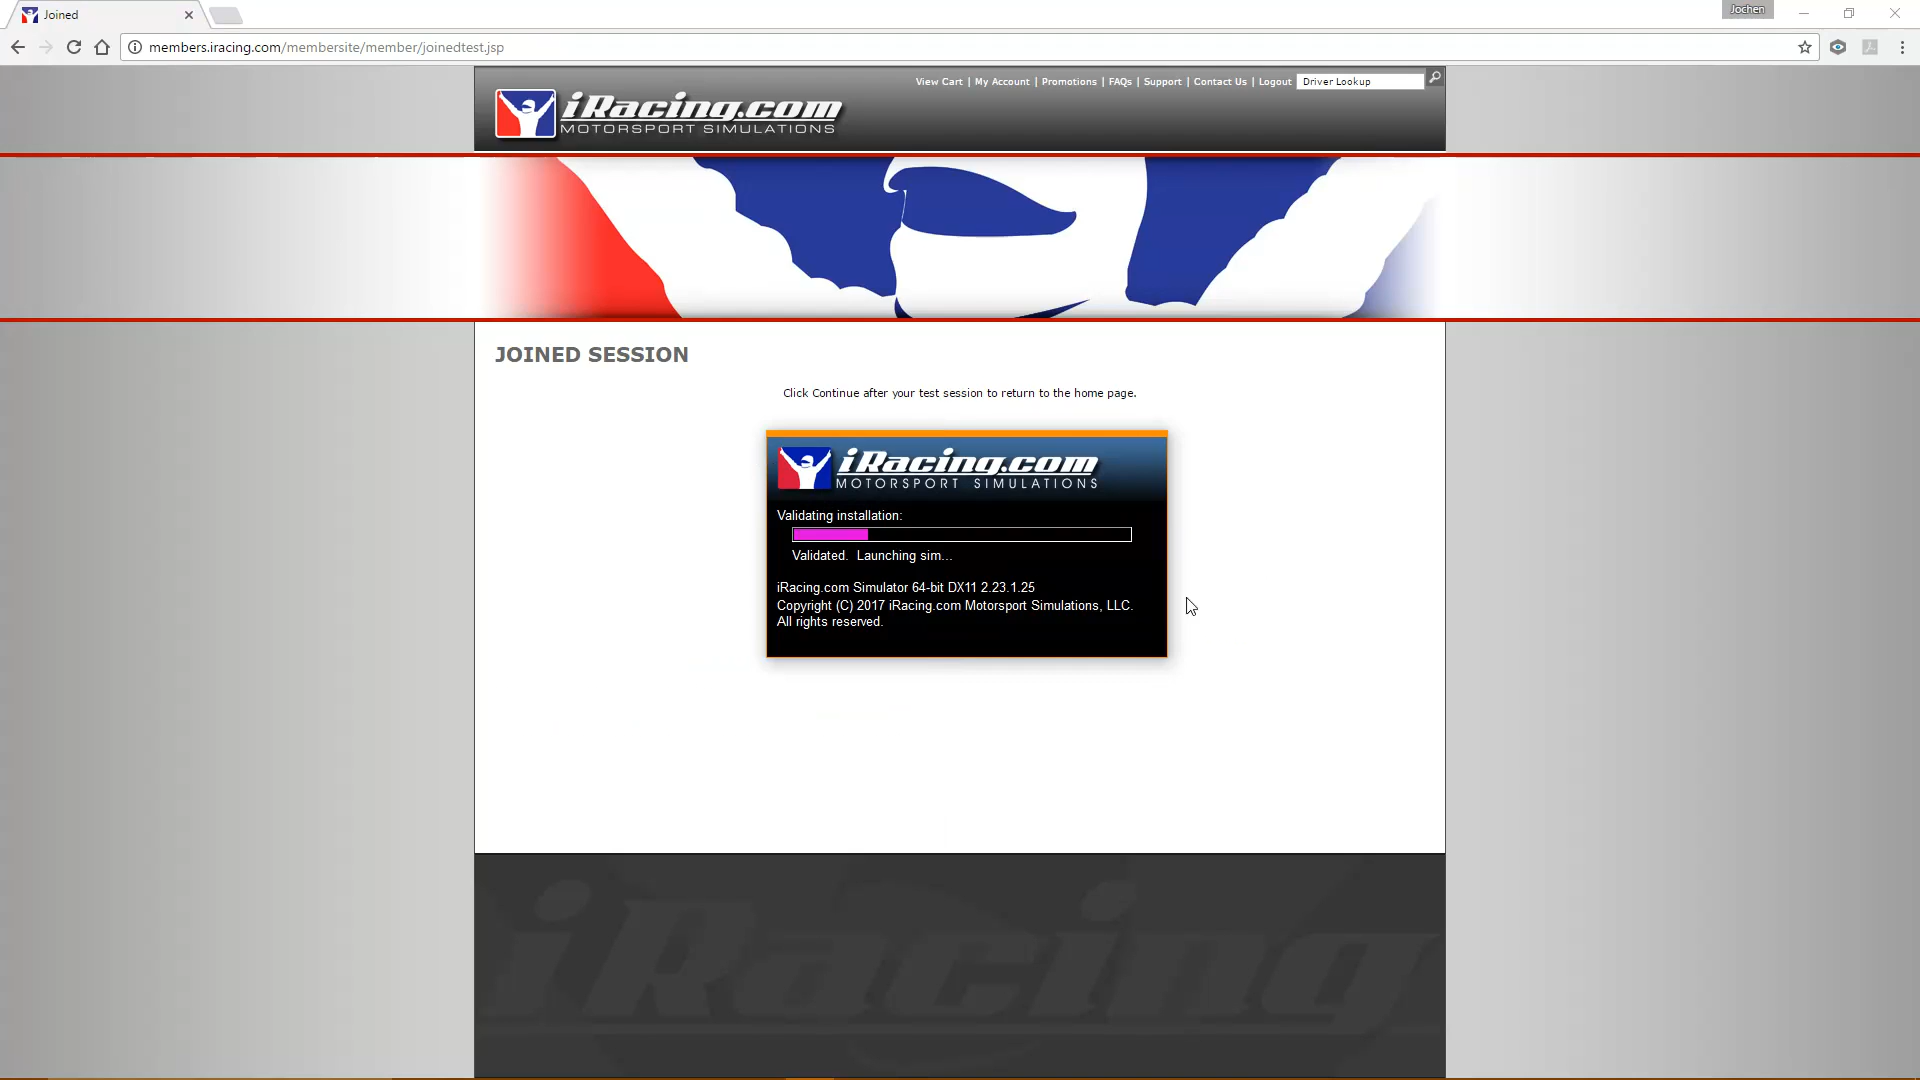 Joined
Jochen
members.iracing.com/membersite/member/joinedtest.jsp
View Cart | My Account | Promotions | FAQs | Support | Contact Us | Logout
Driver Lookup
iRacing.com
MOTORSPORT SIMULATIONS
JOINED SESSION
Click Continue after your test session to return to the home page.
iRacing.com
MOTORSPORT SIMULATIONS
Validating installation:
Validated.  Launching sim...
iRacing.com Simulator 64-bit DX11 2.23.1.25
Copyright (C) 2017 iRacing.com Motorsport Simulations, LLC.
All rights reserved.
iRacing